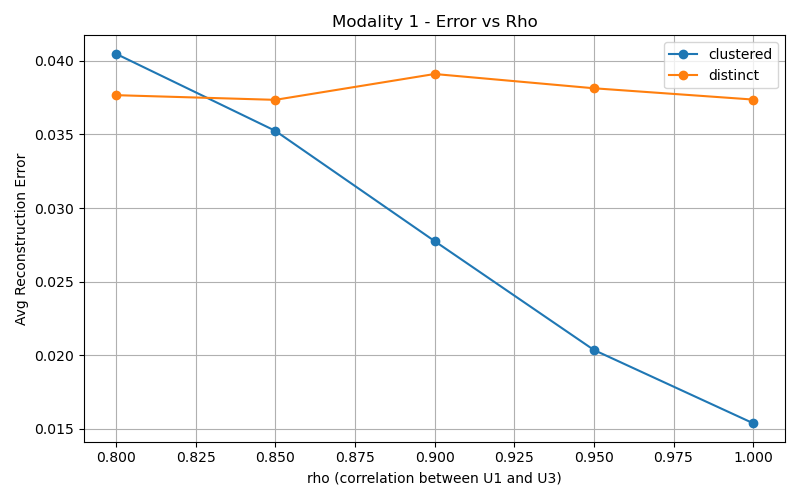 Modality 1 - Error vs Rho
clustered
distinct
Avg Reconstruction Error
0.040
0.035
0.030
0.025
0.020
0.015
0.800 0.825 0.850 0.875 0.900 0.925 0.950 0.975 1.000
rho (correlation between U1 and U3)